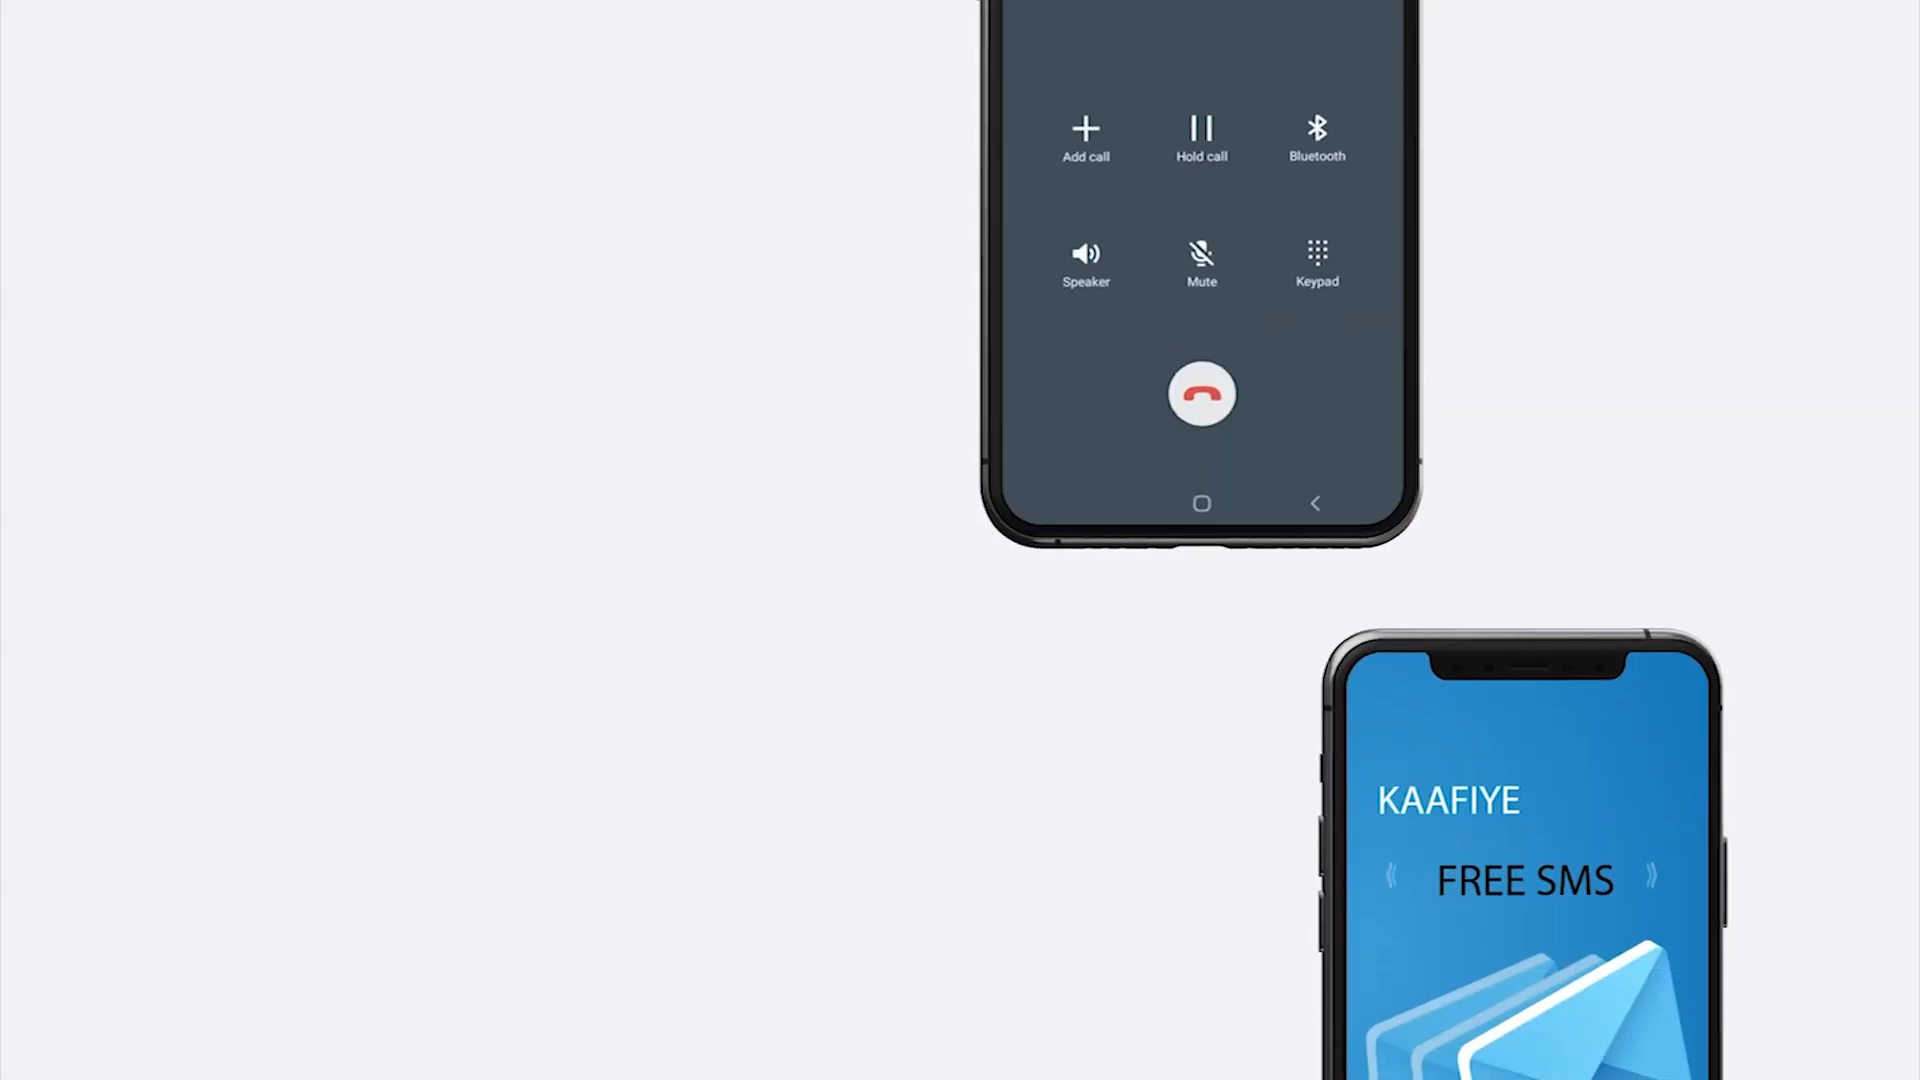 Add call
Hold call
Bluetooth
Speaker
Mute
Keypad
KAAFIYE
FREE SMS